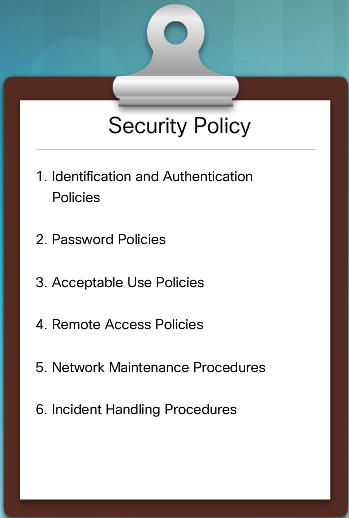 Security Policy
1. Identification and Authentication
Policies
2. Password Policies
3. Acceptable Use Policies
4. Remote Access Policies
5. Network Maintenance Procedures
6. Incident Handling Procedures